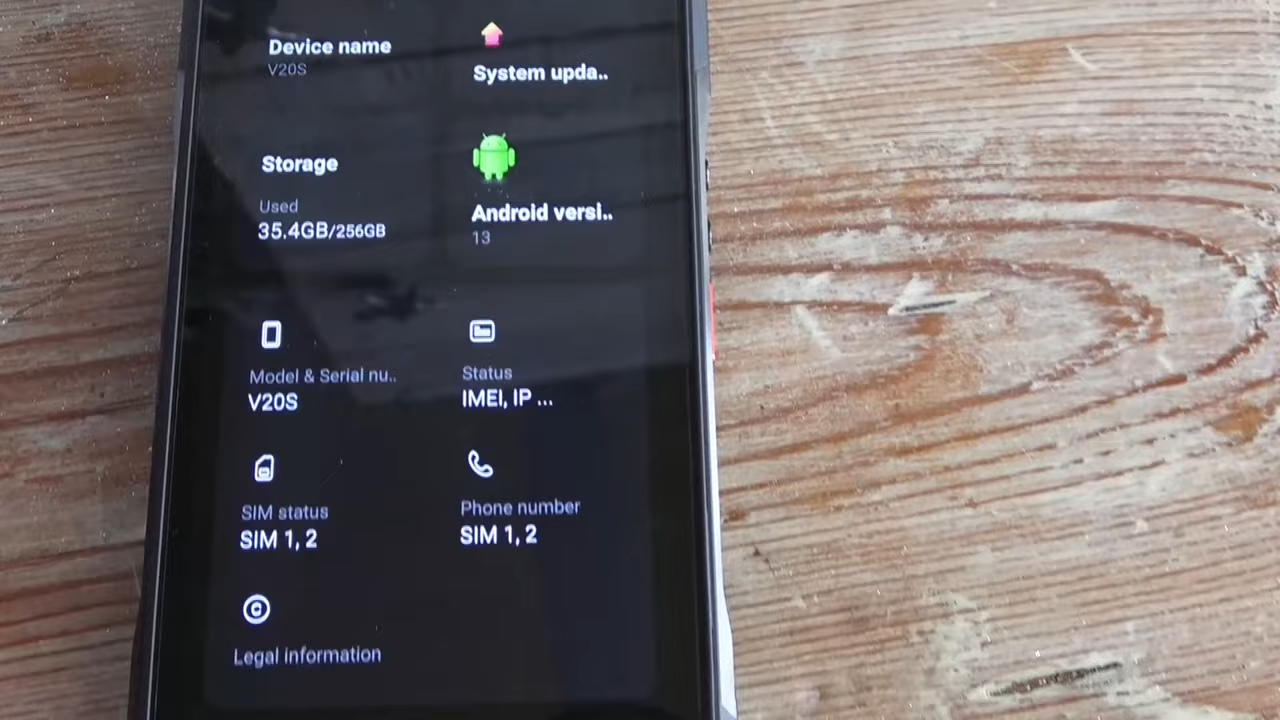 Device name
V20S
System upda..
Storage
Used
35.4GB/256GB
Android versi..
13
Model & Serial nu..
V20S
Status
IMEI, IP ...
SIM status
SIM 1, 2
Phone number
SIM 1, 2
Legal information